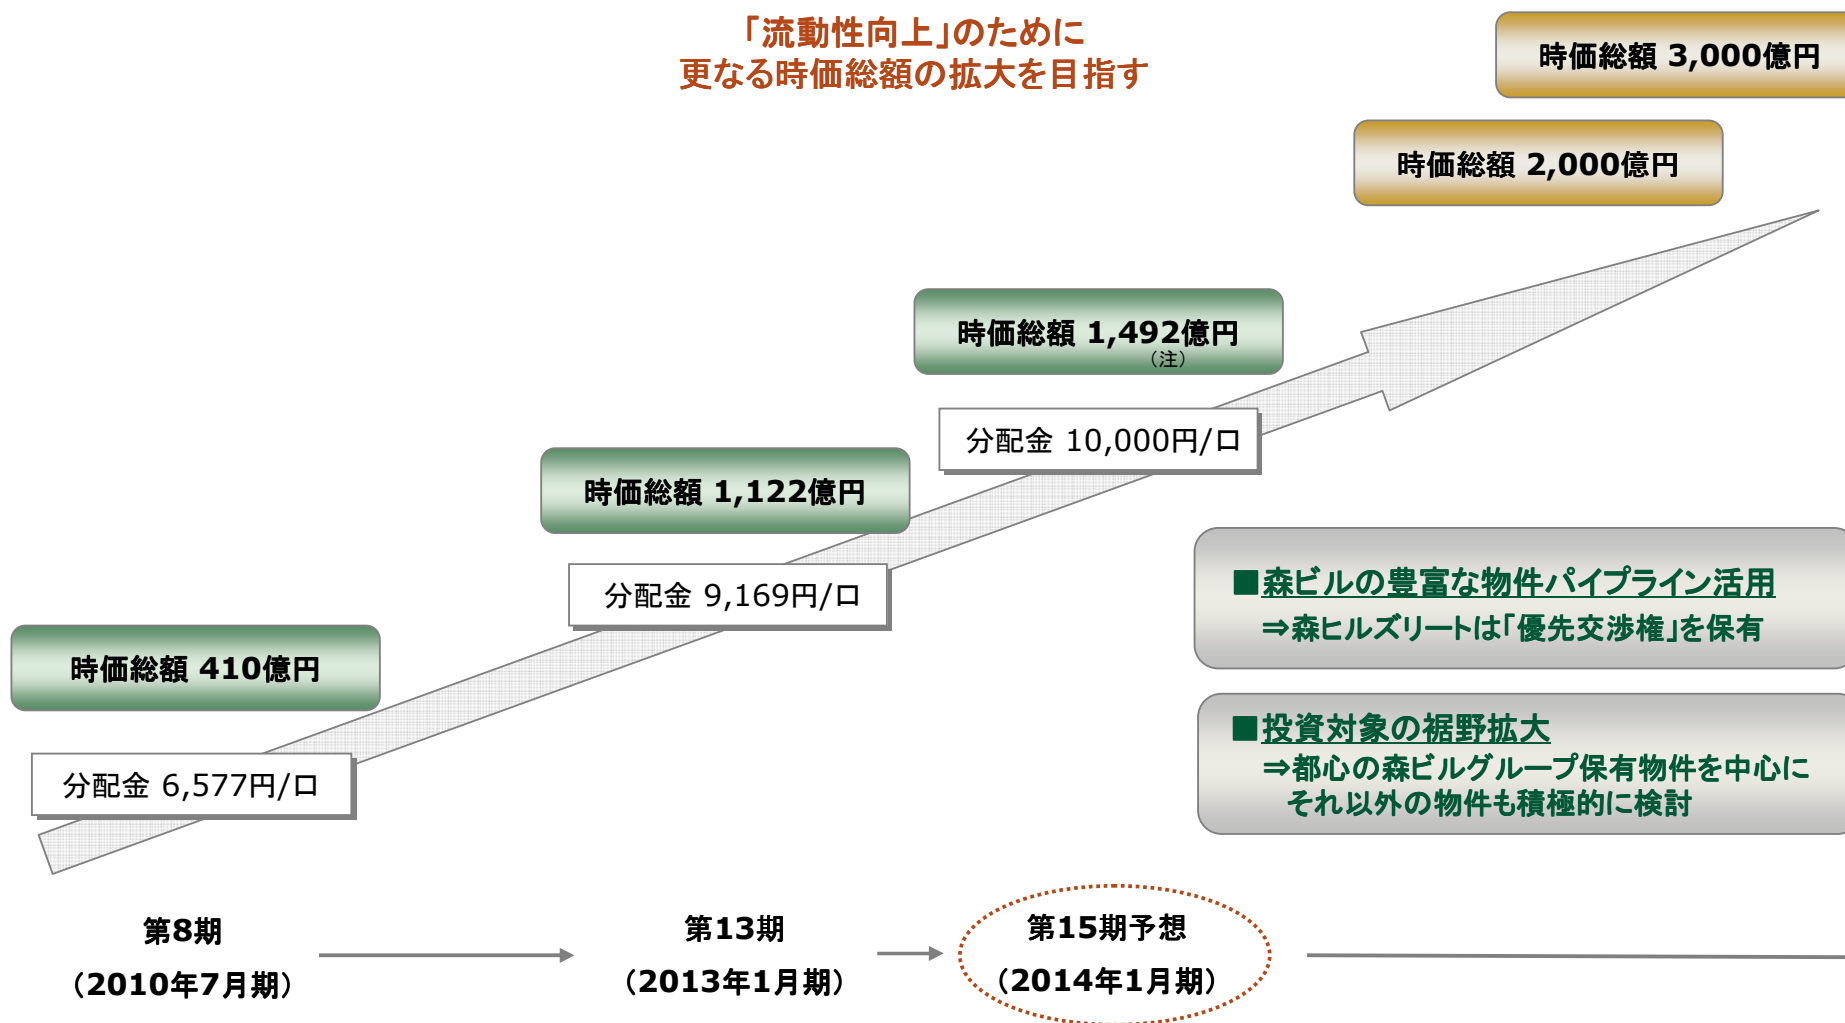 「流動性向上」のために
更なる時価総額の拡大を目指す
時価総額 3,000億円
時価総額 2,000億円
時価総額 1,492億円
（注）
分配金 10,000円/口
時価総額 1,122億円
分配金 9,169円/口
時価総額 410億円
分配金 6,577円/口
■森ビルの豊富な物件パイプライン活用
⇒森ヒルズリートは「優先交渉権」を保有
■投資対象の裾野拡大
⇒都心の森ビルグループ保有物件を中心に
それ以外の物件も積極的に検討
第8期
（2010年7月期）
第13期
（2013年1月期）
第15期予想
（2014年1月期）